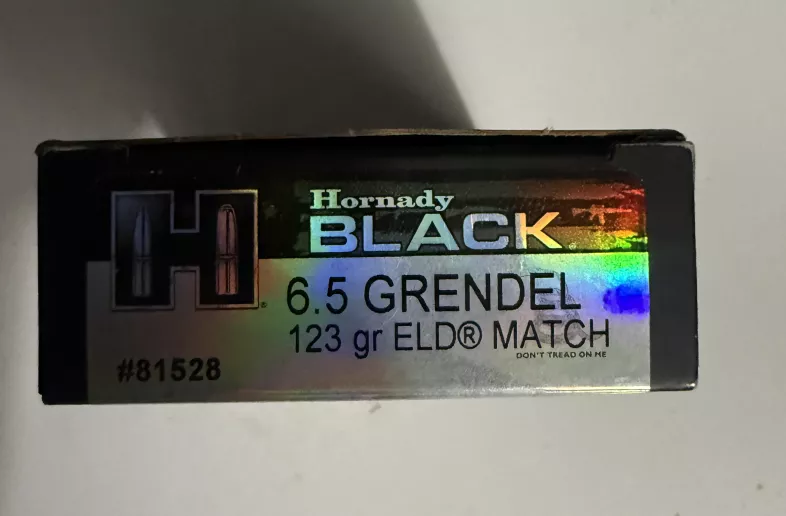 Hornady
BLACK
6.5 GRENDEL
123 gr ELD® MATCH
DON'T TREAD ON ME
#81528